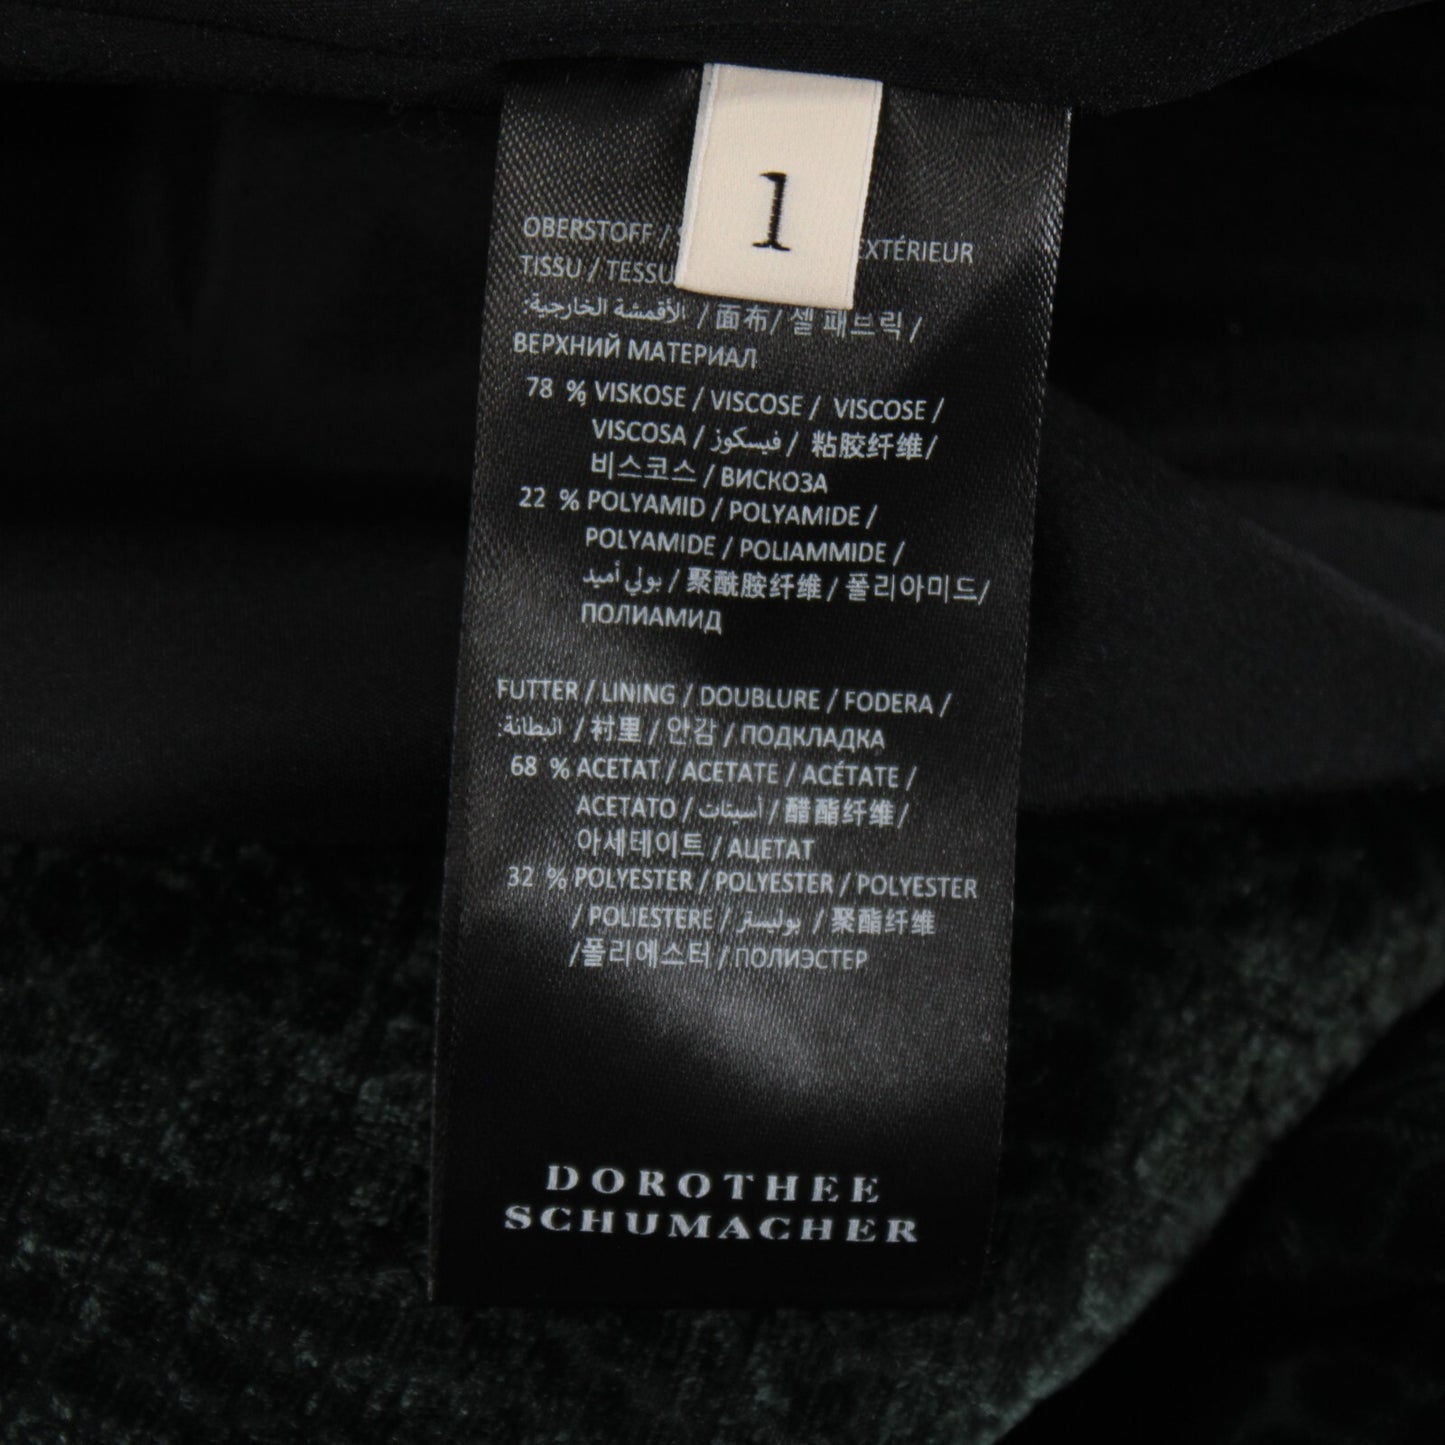 1
OBERSTOFF / EXTÉRIEUR
TISSU / TESSU
الأقمشة الخارجية: / 面布/ 셸 패브릭 /
ВЕРХНИЙ МАТЕРИАЛ
78 % VISKOSE / VISCOSE / VISCOSE /
VISCOSA / فيسكوز / 粘胶纤维/
비스코스 / ВИСКОЗА
22 % POLYAMID / POLYAMIDE /
POLYAMIDE / POLIAMMIDE /
بولي أميد / 聚酰胺纤维 / 폴리아미드/
ПОЛИАМИД
FUTTER / LINING / DOUBLURE / FODERA /
البطانة: / 衬里 / 안감 / ПОДКЛАДКА
68 % ACETAT / ACETATE / ACÉTATE /
ACETATO / أسيتات / 醋酯纤维/
아세테이트 / АЦЕТАТ
32 % POLYESTER / POLYESTER / POLYESTER
/ POLIESTERE / بوليستر / 聚酯纤维
/폴리에스터 / ПОЛИЭСТЕР
DOROTHEE
SCHUMACHER